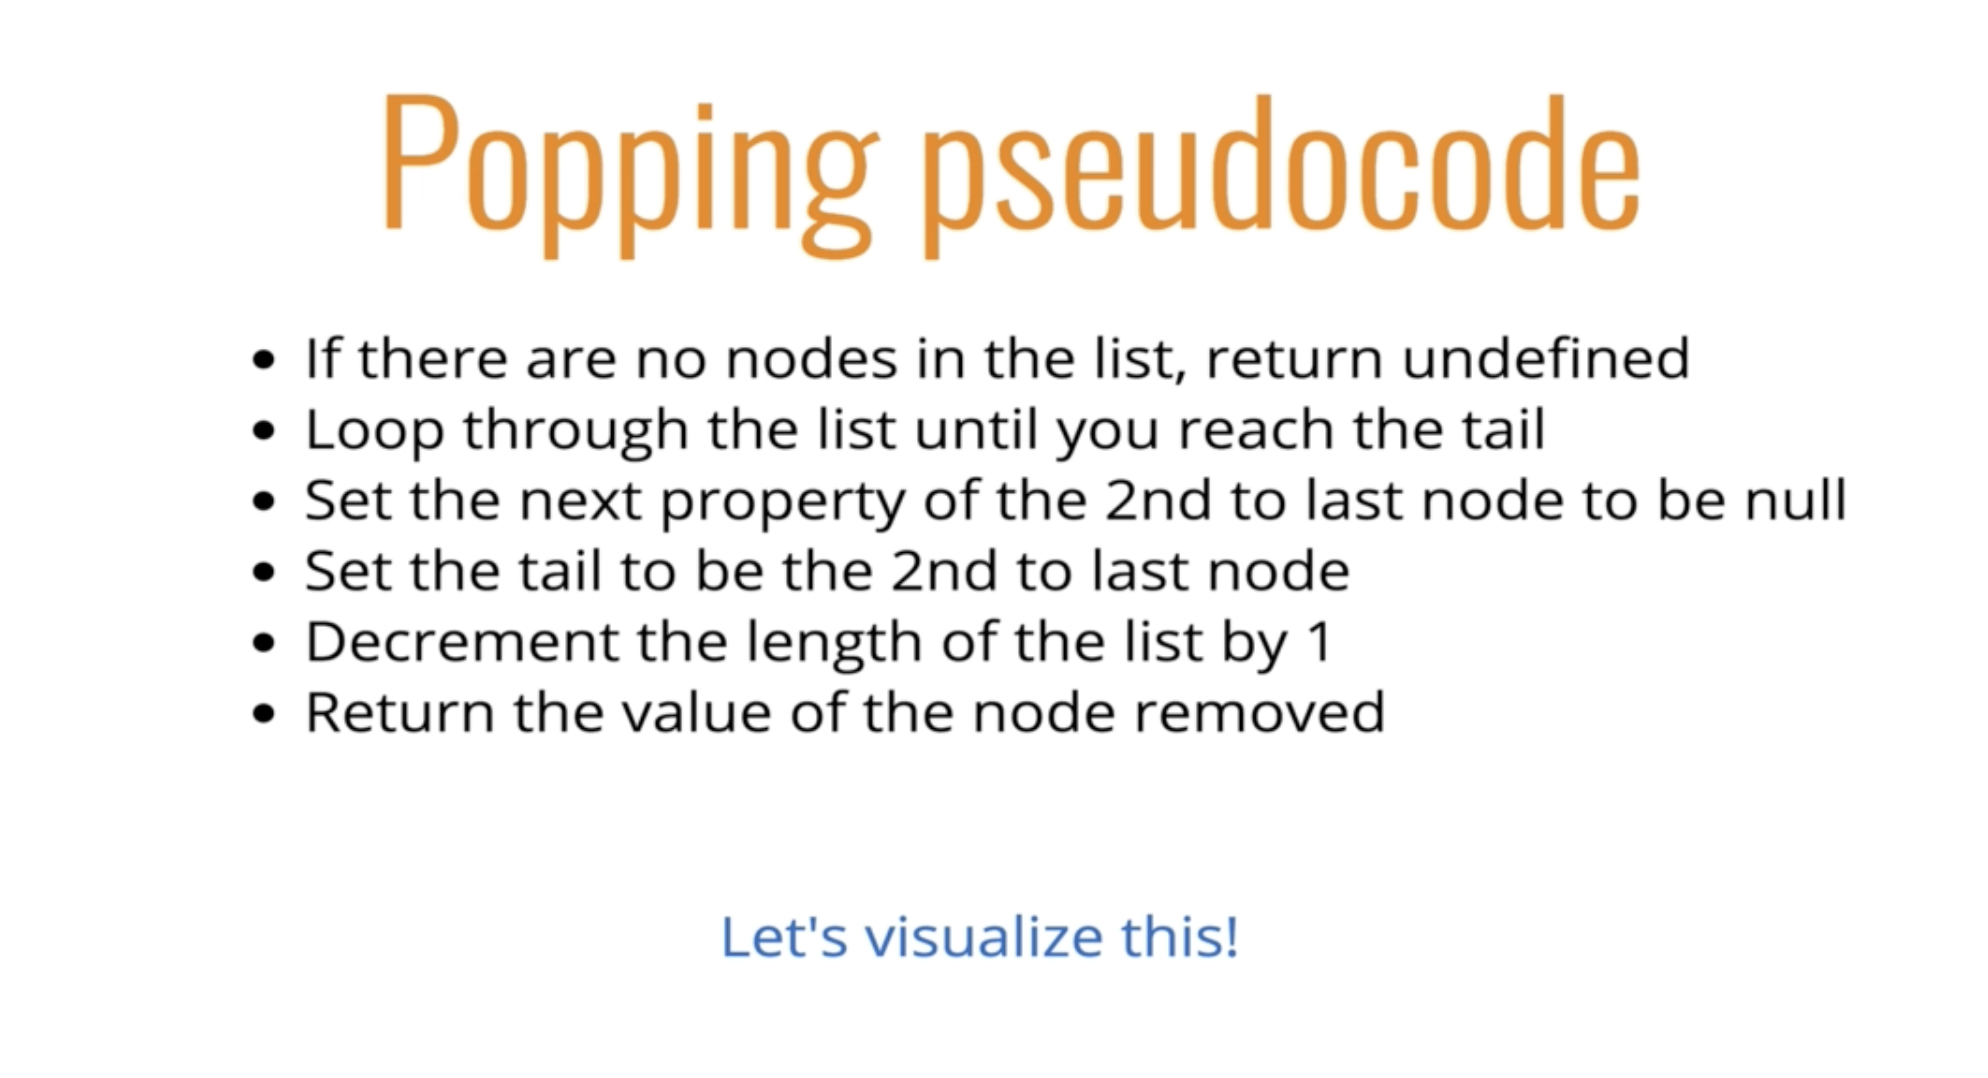 Popping pseudocode
• If there are no nodes in the list, return undefined
• Loop through the list until you reach the tail
• Set the next property of the 2nd to last node to be null
• Set the tail to be the 2nd to last node
• Decrement the length of the list by 1
• Return the value of the node removed
Let's visualize this!